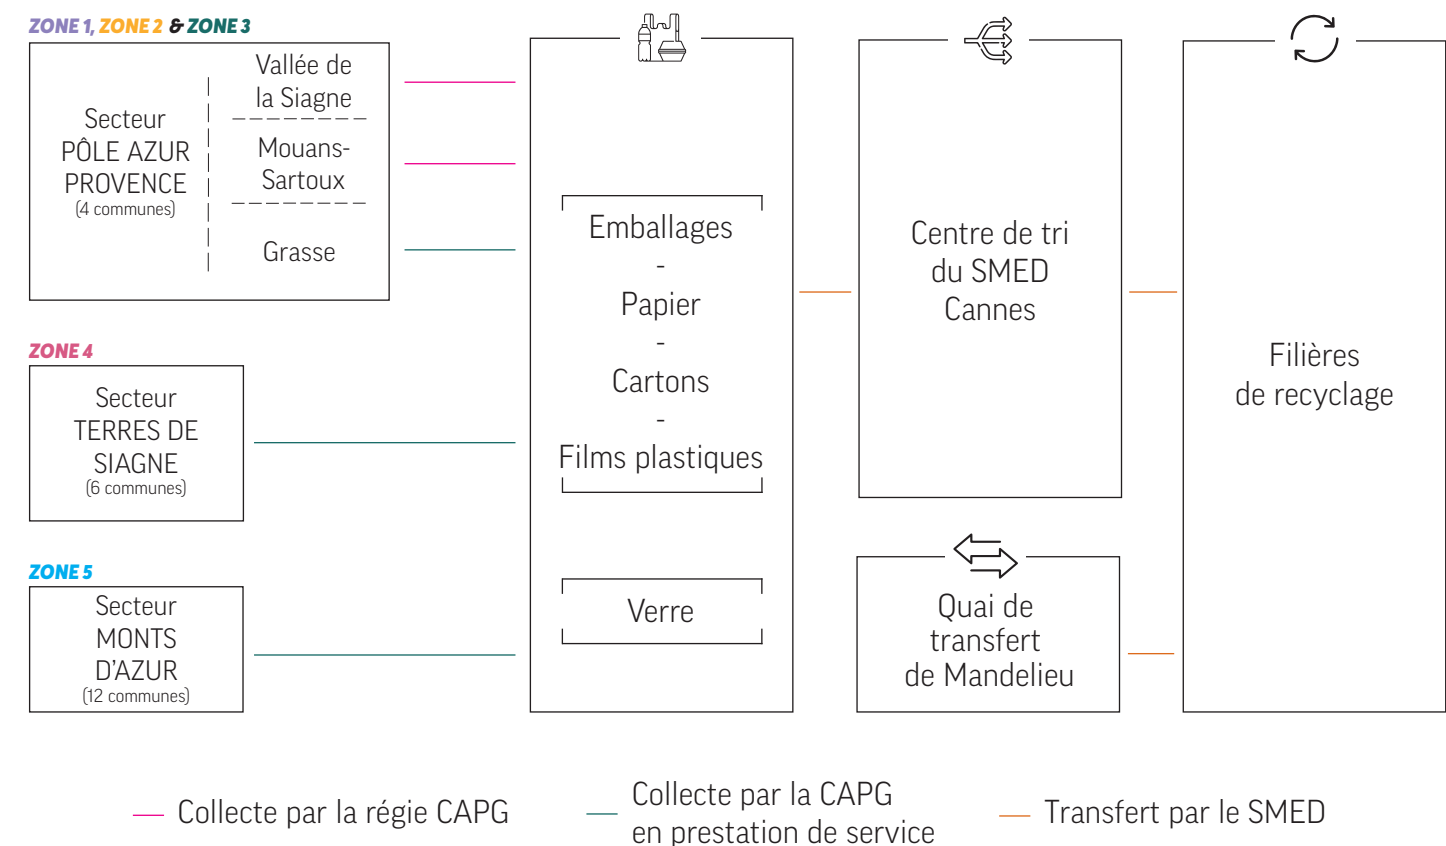 ZONE 1, ZONE 2 & ZONE 3
Secteur
PÔLE AZUR
PROVENCE
(4 communes)
Vallée de
la Siagne
Mouans-
Sartoux
Grasse
ZONE 4
Secteur
TERRES DE
SIAGNE
(6 communes)
ZONE 5
Secteur
MONTS
D'AZUR
(12 communes)
Emballages
-
Papier
-
Cartons
-
Films plastiques
Verre
Centre de tri
du SMED
Cannes
Quai de
transfert
de Mandelieu
Filières
de recyclage
Collecte par la régie CAPG
Collecte par la CAPG
en prestation de service
Transfert par le SMED